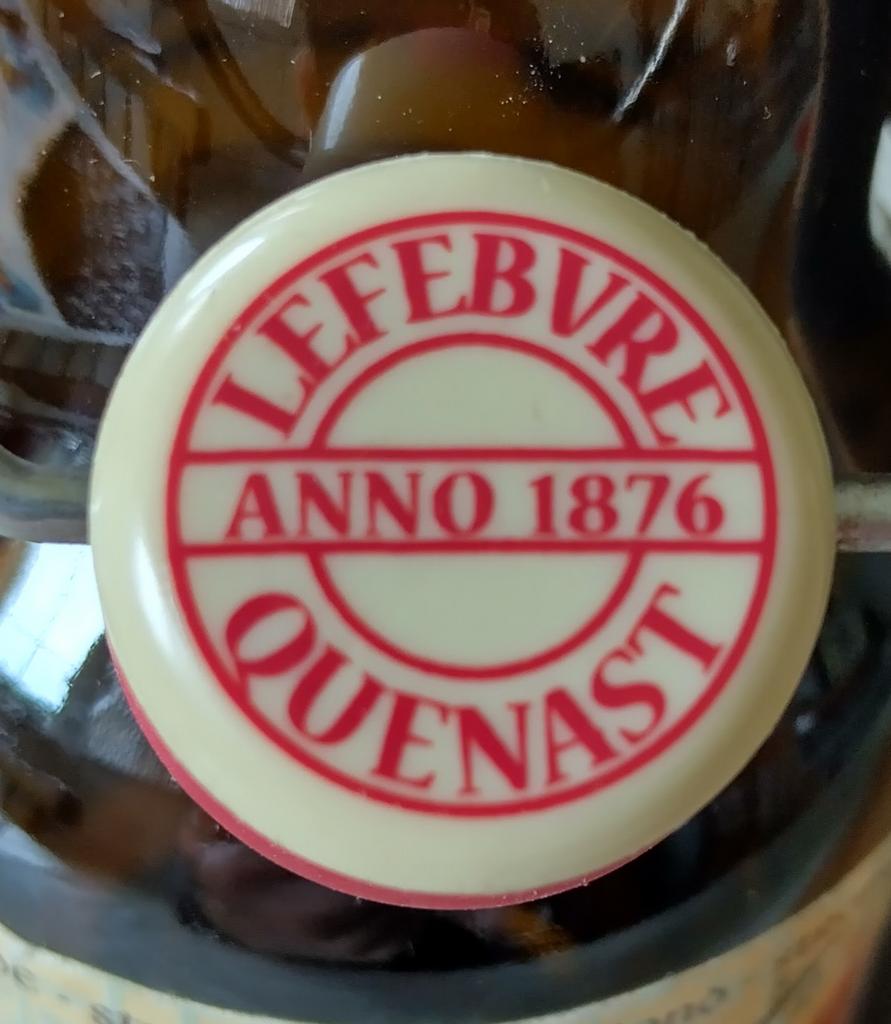 LEFEBVRE
ANNO 1876
QUENAST